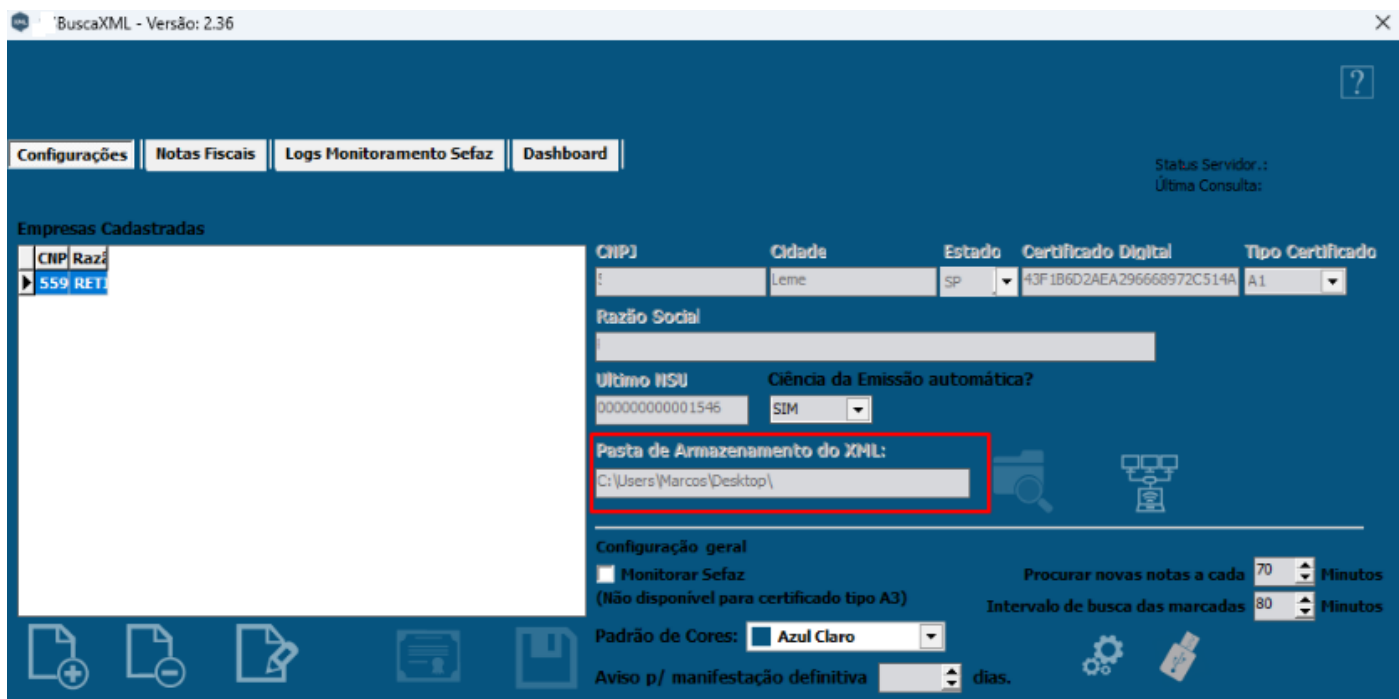 BuscaXML - Versão: 2.36
?
Configurações Notas Fiscais Logs Monitoramento Sefaz Dashboard
Status Servidor.:
Última Consulta:
Empresas Cadastradas
CNP Razã
559 RETI
CNPJ Cidade Estado Certificado Digital Tipo Certificado
Leme SP 43F1B6D2AEA296668972C514A A1
Razão Social
Ultimo NSU Ciência da Emissão automática?
000000000001546 SIM
Pasta de Armazenamento do XML:
C:\Users\Marcos\Desktop\
Configuração geral
Monitorar Sefaz Procurar novas notas a cada 70 Minutos
(Não disponível para certificado tipo A3) Intervalo de busca das marcadas 80 Minutos
Padrão de Cores: Azul Claro
Aviso p/ manifestação definitiva dias.